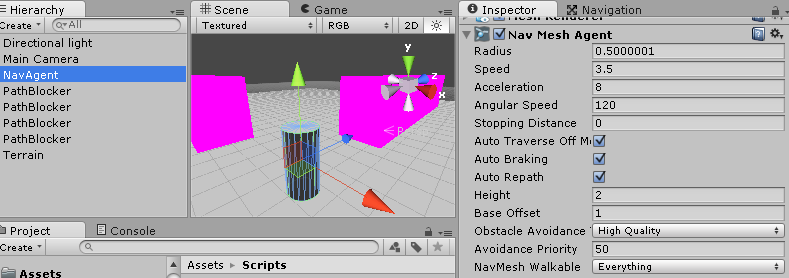 Hierarchy
Create
All
Directional light
Main Camera
NavAgent
PathBlocker
PathBlocker
PathBlocker
PathBlocker
Terrain
Scene
Game
Textured
RGB
2D
y
z
x
Project
Console
Create
Assets
Assets
Scripts
Inspector
Navigation
Mesh Renderer
Nav Mesh Agent
Radius 0.5000001
Speed 3.5
Acceleration 8
Angular Speed 120
Stopping Distance 0
Auto Traverse Off M
Auto Braking
Auto Repath
Height 2
Base Offset 1
Obstacle Avoidance High Quality
Avoidance Priority 50
NavMesh Walkable Everything